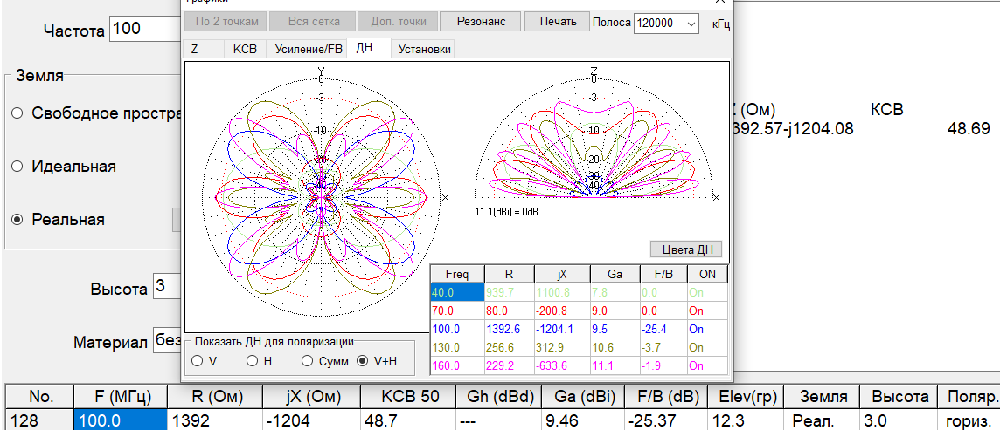 По 2 точкам Вся сетка Доп. точки Резонанс Печать Полоса 120000 кГц
Частота 100
Z КСВ Усиление/FB ДН Установки
Земля
Свободное простра
Идеальная
Реальная
Высота 3
Материал без
Y
0
-3
-10
-20
X
Z
0
-3
-10
-20
-30
-40
X
11.1(dBi) = 0dB
Цвета ДН
(Ом) КСВ
392.57-j1204.08 48.69
Freq R jX Ga F/B ON
40.0 939.7 1100.8 7.8 0.0 On
70.0 80.0 -200.8 9.0 0.0 On
100.0 1392.6 -1204.1 9.5 -25.4 On
130.0 256.6 312.9 10.6 -3.7 On
160.0 229.2 -633.6 11.1 -1.9 On
Показать ДН для поляризации
V H Сумм. V+H
No. F (МГц) R (Ом) jX (Ом) КСВ 50 Gh (dBd) Ga (dBi) F/B (dB) Elev(гр) Земля Высота Поляр.
128 100.0 1392 -1204 48.7 --- 9.46 -25.37 12.3 Реал. 3.0 гориз.